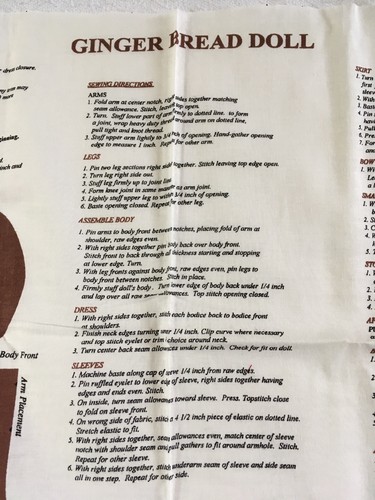 GINGER BREAD DOLL
SEWING DIRECTIONS
ARMS
1. Fold arm at center notch, right sides together matching
seam allowance. Stitch, leaving top open.
2. Turn. Stuff lower part of arm firmly to dotted line. to form
a joint, wrap heavy duty thread around arm on dotted line,
pull tight and knot thread.
3. Stuff upper arm lightly to 3/4 inch of opening. Hand-gather opening
edge to measure 1 inch. Repeat for other arm.
LEGS
1. Pin two leg sections right side together. Stitch leaving top edge open.
2. Turn leg right side out.
3. Stuff leg firmly up to joint line
4. Form knee joint in some manner as arm joint.
5. Lightly stuff upper leg to within 3/4 inch of opening.
6. Baste opening closed. Repeat for other leg.
ASSEMBLE BODY
1. Pin arms to body front between notches, placing fold of arm at
shoulder, raw edges even.
2. With right sides together pin body back over body front.
Stitch front to back through all thickness starting and stopping
at lower edge. Turn.
3. With leg fronts against body front, raw edges even, pin legs to
body front between notches. Stitch in place.
4. Firmly stuff doll's body. Turn lower edge of body back under 1/4 inch
and lap over all raw allowances. Top stitch opening closed.
DRESS
1. With right sides together, stitch each bodice back to bodice front
at shoulders.
2. Finish neck edges turning over 1/4 inch. Clip curve where necessary
and top stitch eyelet or trim choice around neck.
3. Turn center back seam allowances under 1/4 inch. Check for fit on doll.
SLEEVES
1. Machine baste along cap of sleeve 1/4 inch from raw edges.
2. Pin ruffled eyelet to lower edge of sleeve, right sides together having
edges and ends even. Stitch.
3. On inside, turn seam allowances toward sleeve. Press. Topstitch close
to fold on sleeve front.
4. On wrong side of fabric, stitch a 4 1/2 inch piece of elastic on dotted line.
Stretch elastic to fit.
5. With right sides together, seam allowances even, match center of sleeve
notch with shoulder seam and pull gathers to fit around armhole. Stitch.
Repeat for other sleeve.
6. With right sides together, stitch underarm seam of sleeve and side seam
all in one step. Repeat for other side.
Body Front
Arm Placement
SKIRT